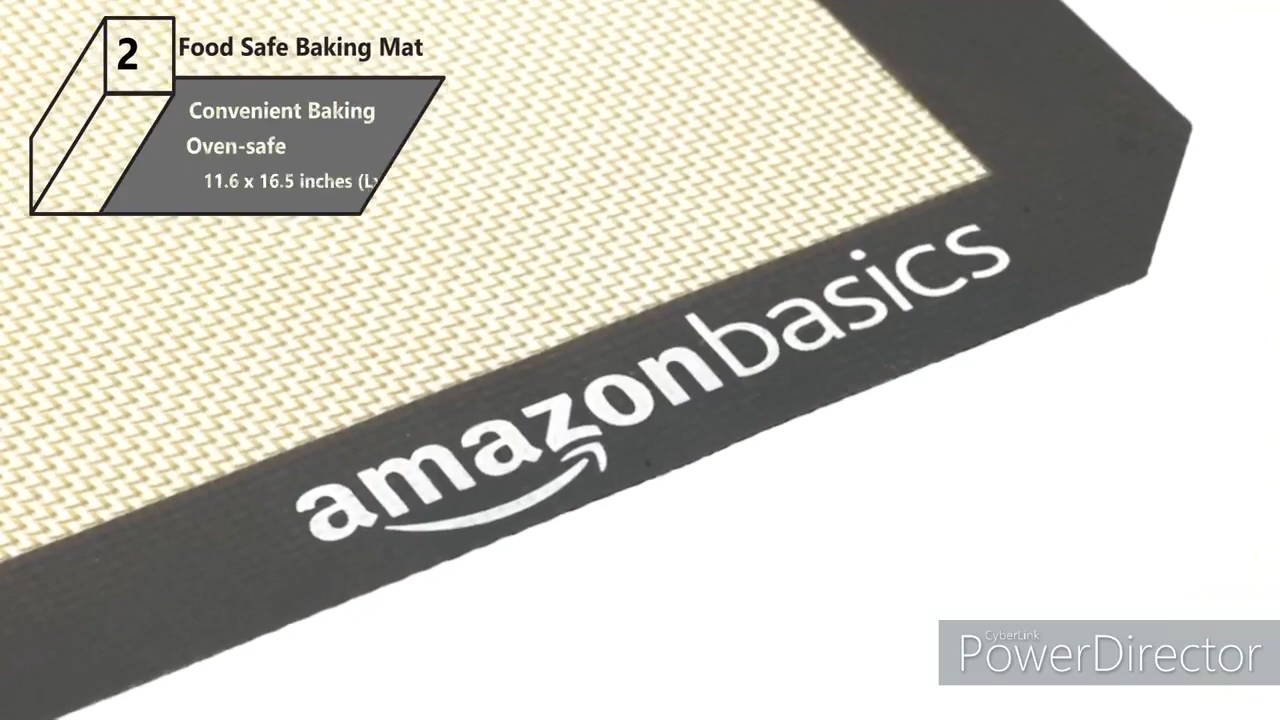 2
Food Safe Baking Mat
Convenient Baking
Oven-safe
11.6 x 16.5 inches (L
amazonbasics
CyberLink
PowerDirector